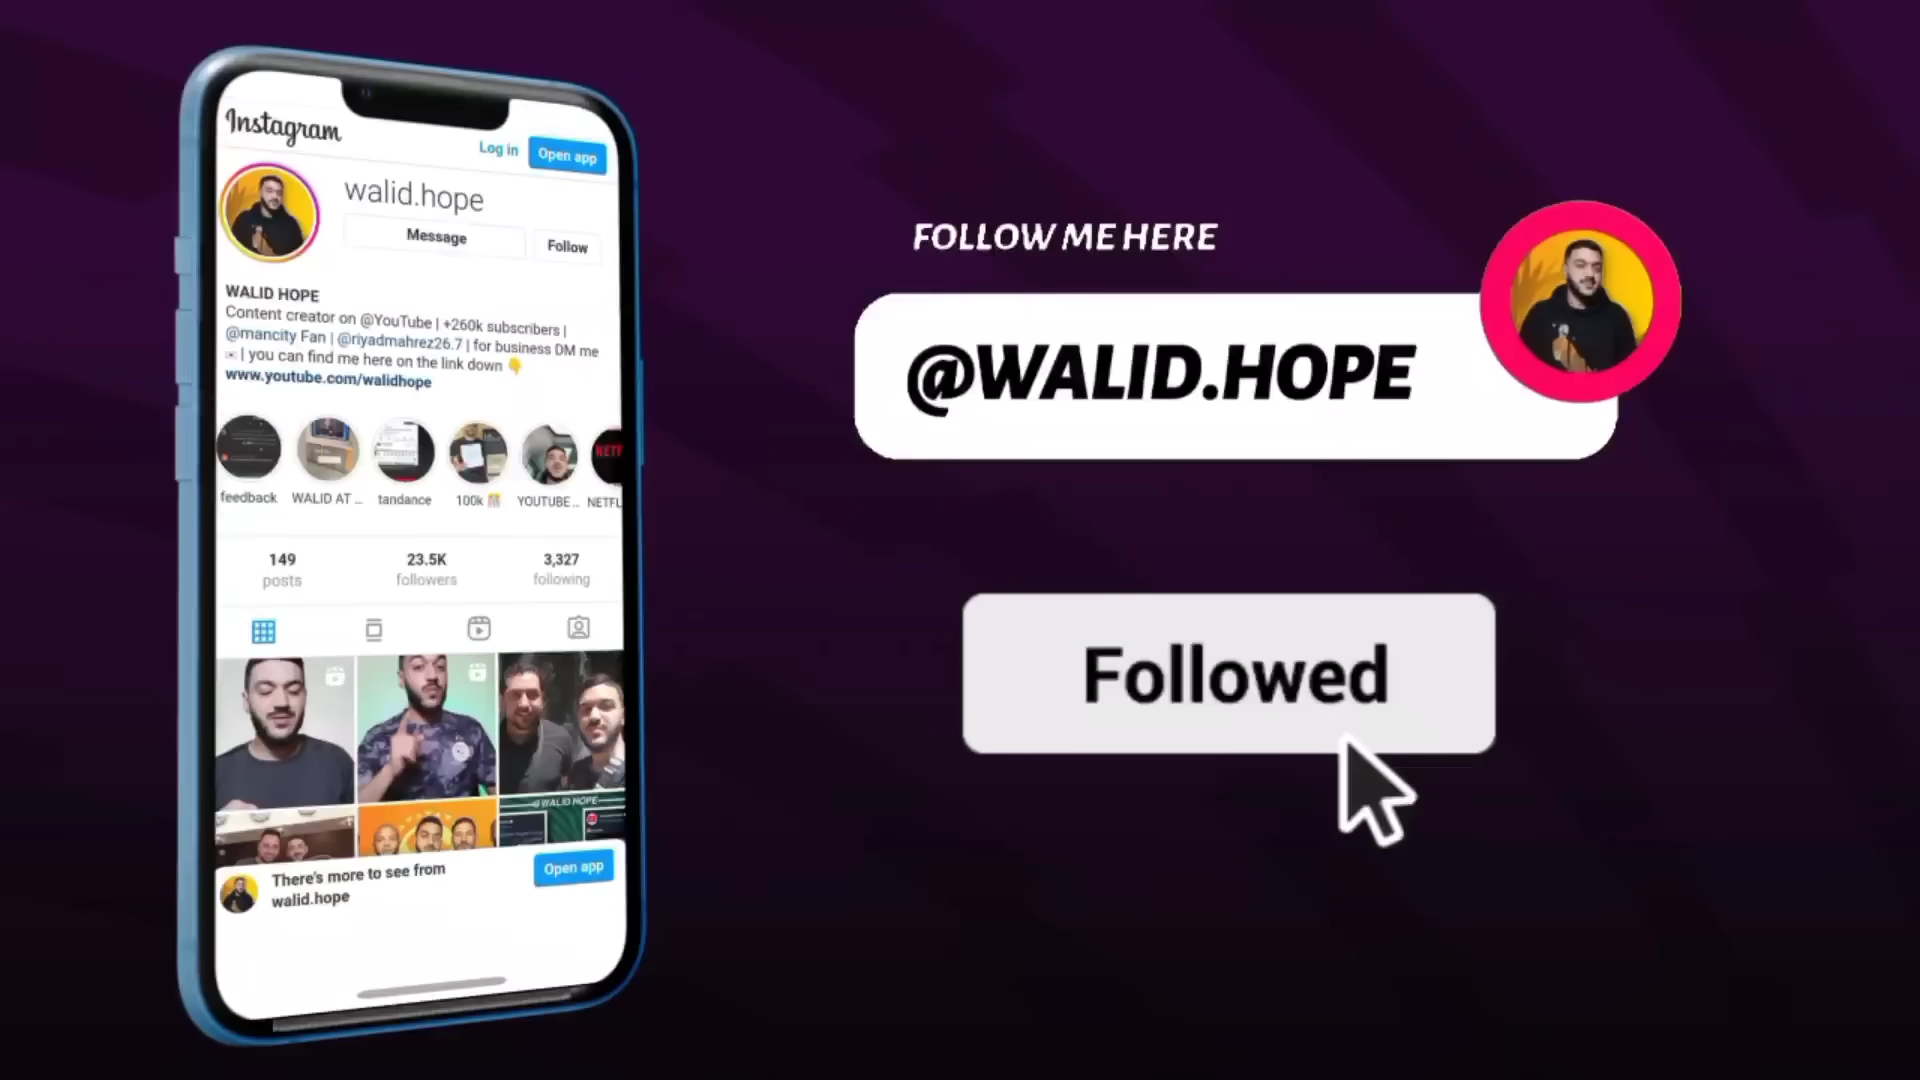 Instagram
Log in
Open app
walid.hope
Message
Follow
WALID HOPE
Content creator on @YouTube | +260k subscribers |
@mancity Fan | @riyadmahrez26.7 | for business DM me
💌| you can find me here on the link down 👇
www.youtube.com/walidhope
feedback
WALID AT ...
tandance
100k 🎊
YOUTUBE ...
NETFL
NETF
149
posts
23.5K
followers
3,327
following
@WALID HOPE
There's more to see from
walid.hope
Open app
FOLLOW ME HERE
@WALID.HOPE
Followed